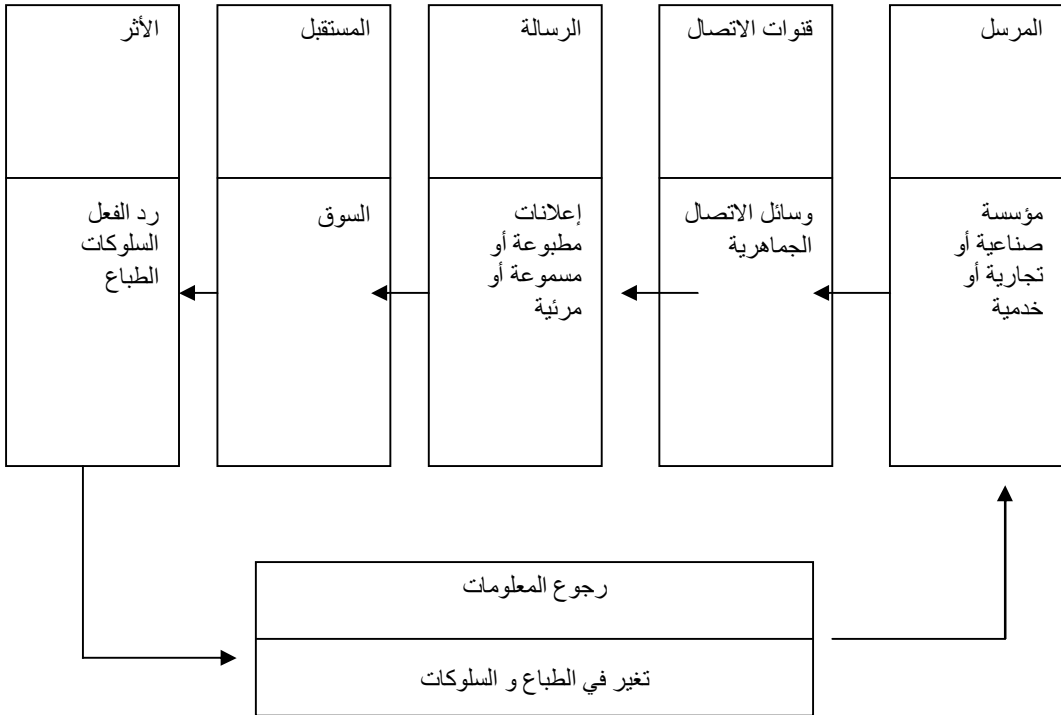 المرسل
مؤسسة
صناعية أو
تجارية أو
خدمية
قنوات الاتصال
وسائل الاتصال
الجماهرية
الرسالة
إعلانات
مطبوعة أو
مسموعة أو
مرئية
المستقبل
السوق
الأثر
رد الفعل
السلوكات
الطباع
رجوع المعلومات
تغير في الطباع و السلوكات